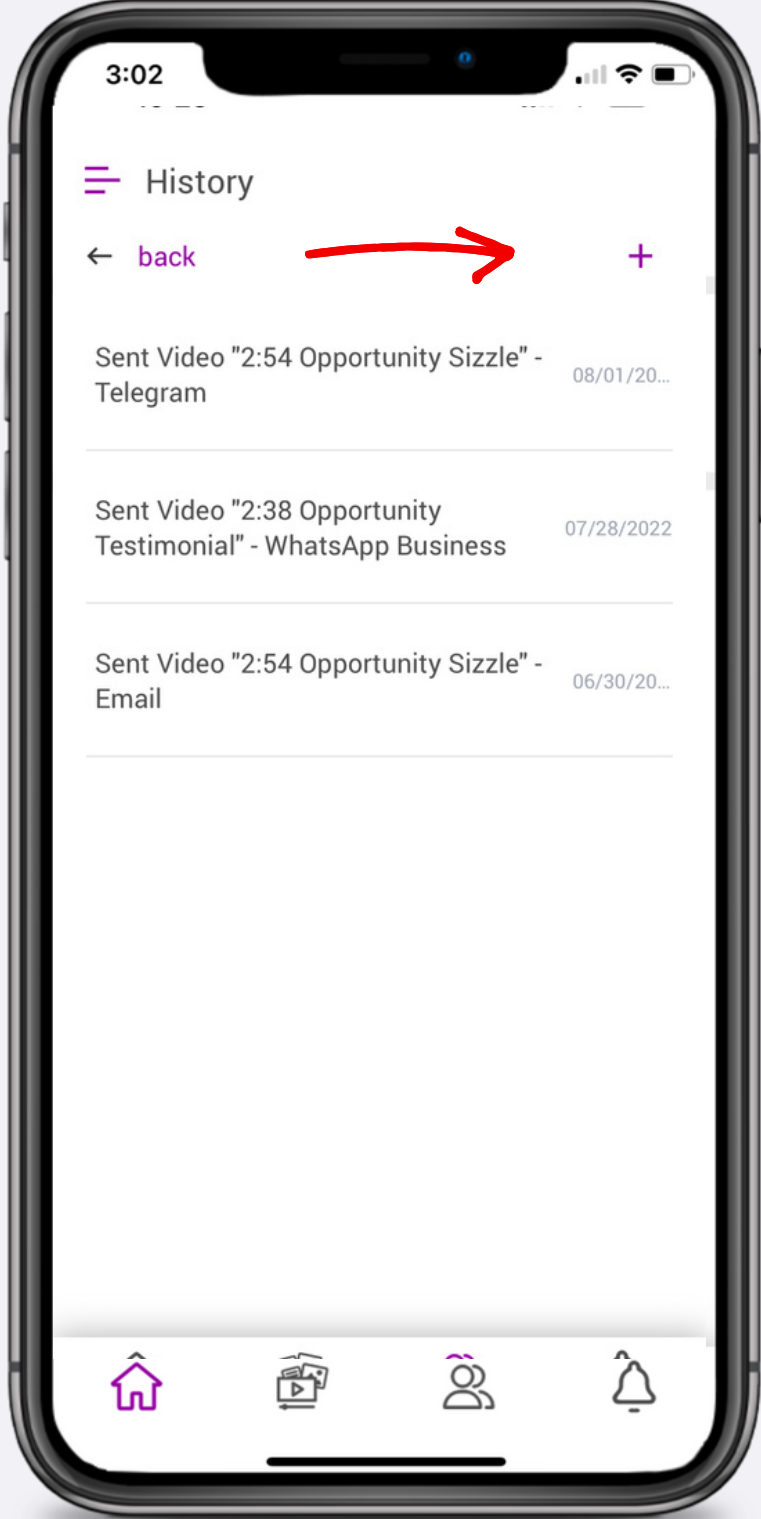 3:02
History
← back +
Sent Video "2:54 Opportunity Sizzle" -
Telegram
08/01/20...
Sent Video "2:38 Opportunity
Testimonial" - WhatsApp Business
07/28/2022
Sent Video "2:54 Opportunity Sizzle" -
Email
06/30/20...